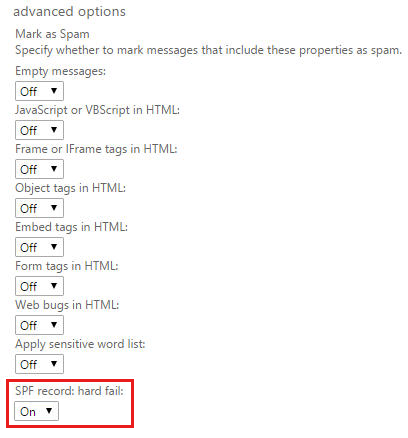 advanced options
Mark as Spam
Specify whether to mark messages that include these properties as spam.
Empty messages:
Off
JavaScript or VBScript in HTML:
Off
Frame or IFrame tags in HTML:
Off
Object tags in HTML:
Off
Embed tags in HTML:
Off
Form tags in HTML:
Off
Web bugs in HTML:
Off
Apply sensitive word list:
Off
SPF record: hard fail:
On